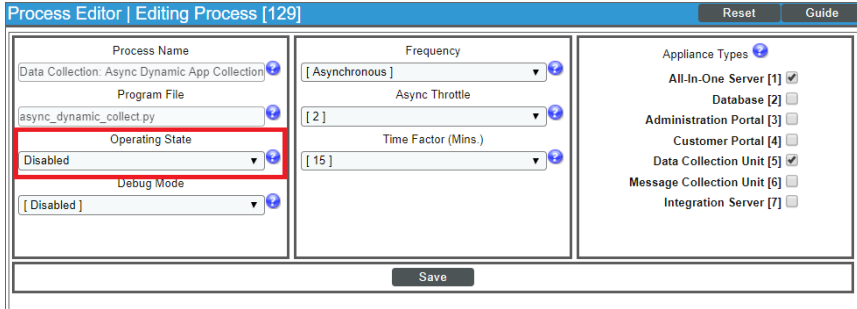 Process Editor | Editing Process [129]
Reset
Guide
Process Name
Data Collection: Async Dynamic App Collection
Program File
async_dynamic_collect.py
Operating State
Disabled
Debug Mode
[ Disabled ]
Frequency
[ Asynchronous ]
Async Throttle
[ 2 ]
Time Factor (Mins.)
[ 15 ]
Appliance Types
All-In-One Server [1]
Database [2]
Administration Portal [3]
Customer Portal [4]
Data Collection Unit [5]
Message Collection Unit [6]
Integration Server [7]
Save